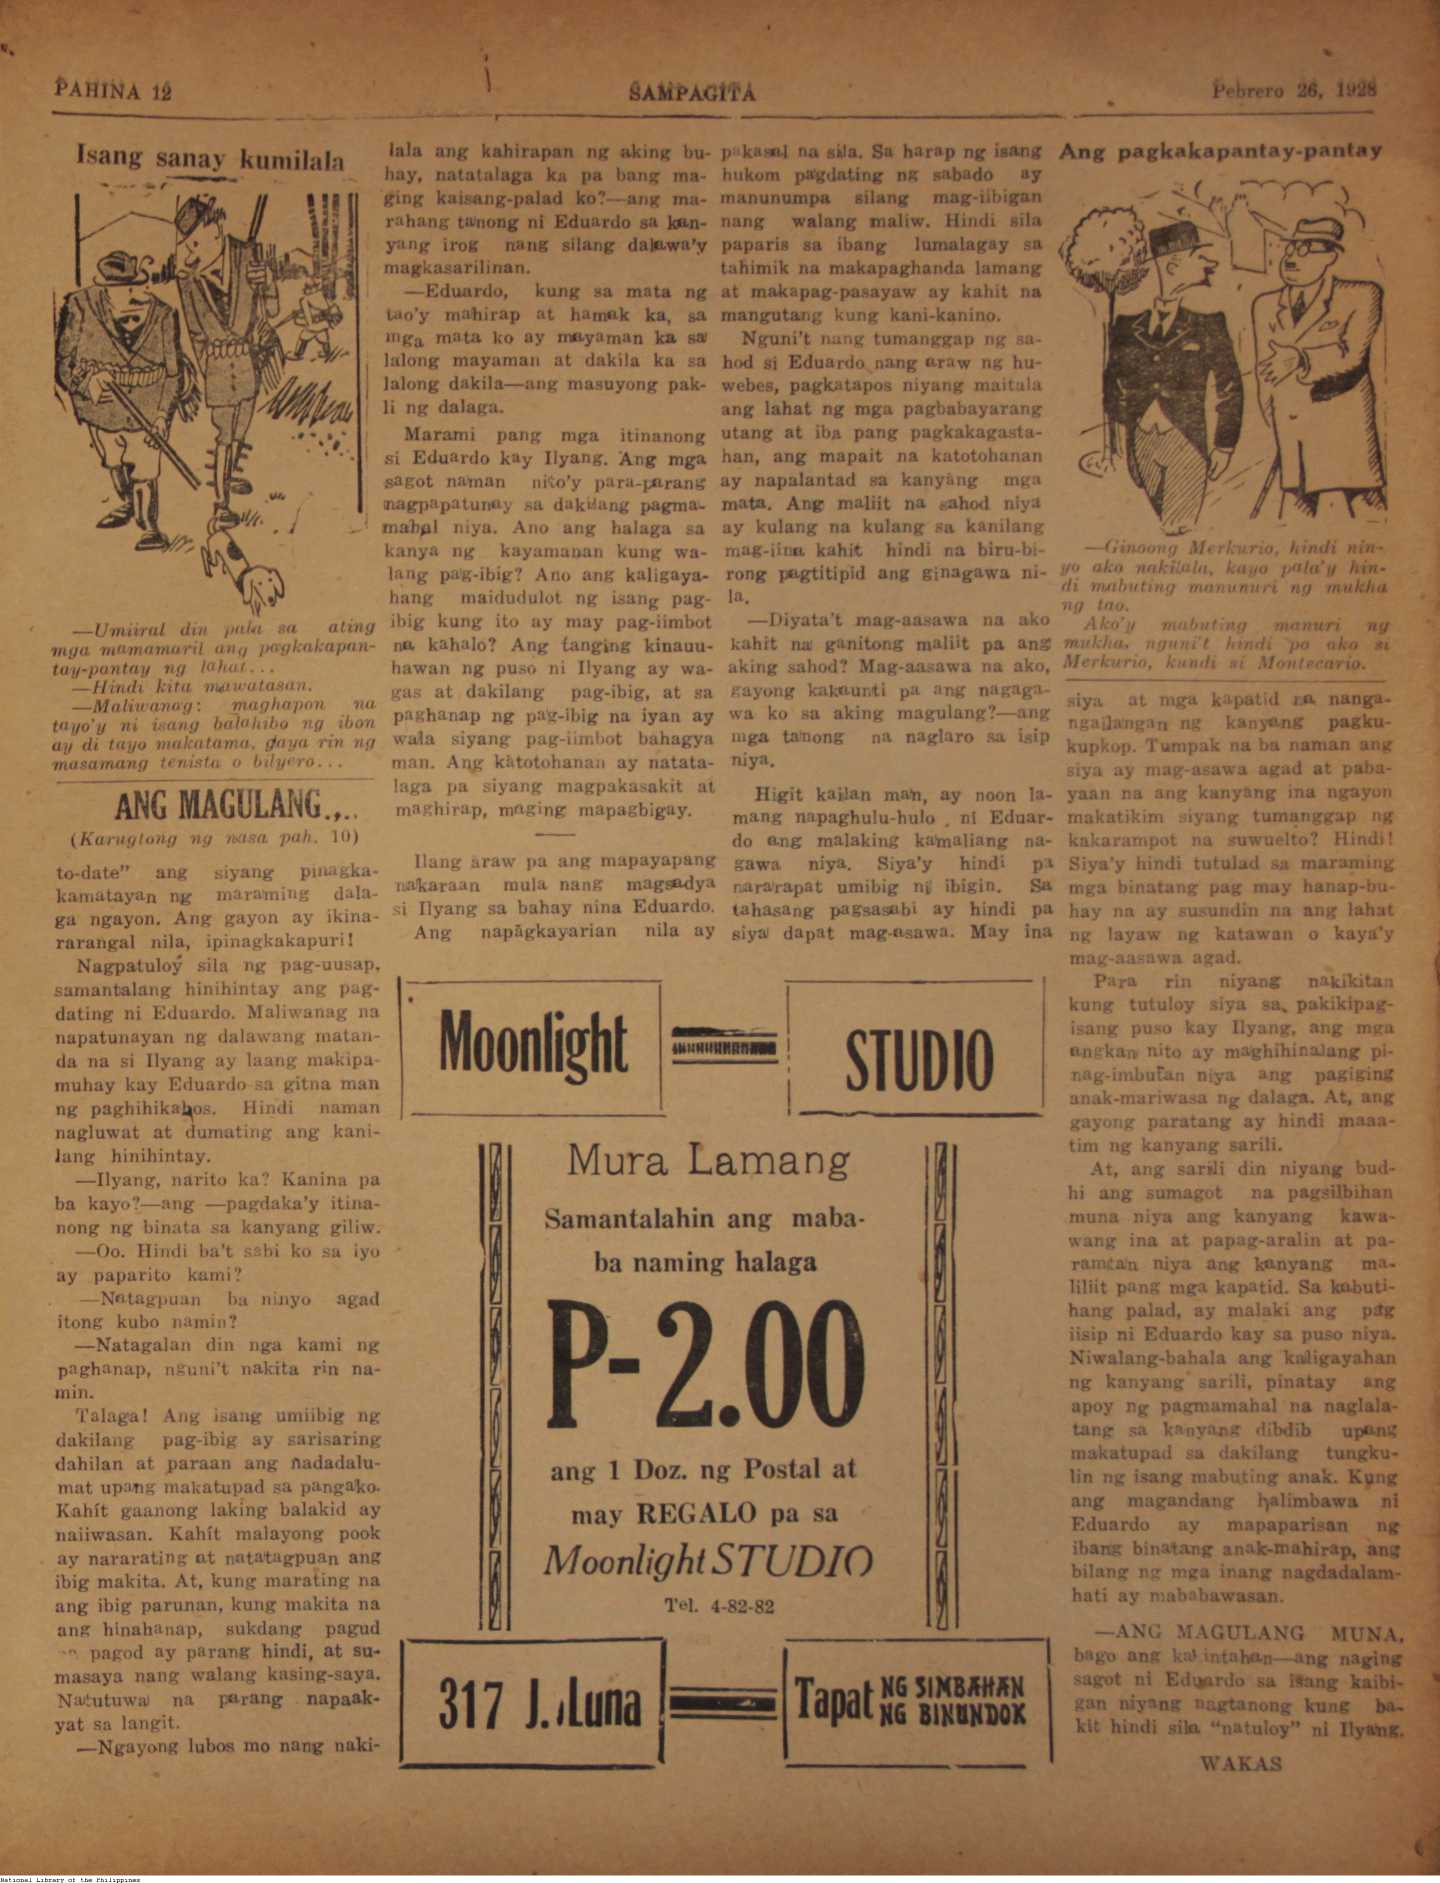 PAHINA 12
SAMPAGITA
Pebrero 26, 1928
Isang sanay kumilala
—Umiiral din pala sa ating
mga mamamaril ang pagkakapan-
tay-pantay ng lahat...
—Hindi kita mawatasan.
—Maliwanag: maghapon na
tayo'y ni isang balahibo ng ibon
ay di tayo makatama, gaya rin ng
masamang tenista o bilyero...
ANG MAGULANG...
(Karugtong ng nasa pah. 10)
to-date" ang siyang pinagka-
kamatayan ng maraming dala-
ga ngayon. Ang gayon ay ikina-
rarangal nila, ipinagkakapuri!
Nagpatuloy sila ng pag-uusap,
samantalang hinihintay ang pag-
dating ni Eduardo. Maliwanag na
napatunayan ng dalawang matan-
da na si Ilyang ay laang makipa-
muhay kay Eduardo sa gitna man
ng paghihikahos. Hindi naman
nagluwat at dumating ang kani-
lang hinihintay.
—Ilyang, narito ka? Kanina pa
ba kayo?—ang —pagdaka'y itina-
nong ng binata sa kanyang giliw.
—Oo. Hindi ba't sabi ko sa iyo
ay paparito kami?
—Natagpuan ba ninyo agad
itong kubo namin?
—Natagalan din nga kami ng
paghanap, nguni't nakita rin na-
min.
Talaga! Ang isang umiibig ng
dakilang pag-ibig ay sarisaring
dahilan at paraan ang nadadalu-
mat upang makatupad sa pangako.
Kahit gaanong laking balakid ay
naiiwasan. Kahit malayong pook
ay nararating at natatagpuan ang
ibig makita. At, kung marating na
ang ibig parunan, kung makita na
ang hinahanap, sukdang pagud
pagod ay parang hindi, at su-
masaya nang walang kasing-saya.
Natutuwa na parang napaak-
yat sa langit.
—Ngayong lubos mo nang naki-
lala ang kahirapan ng aking bu-
hay, natatalaga ka pa bang ma-
ging kaisang-palad ko?—ang ma-
rahang tanong ni Eduardo sa kan-
yang irog nang silang dalawa'y
magkasarilinan.
—Eduardo, kung sa mata ng
tao'y mahirap at hamak ka, sa
mga mata ko ay mayaman ka sa
lalong mayaman at dakila ka sa
lalong dakila—ang masuyong pak-
li ng dalaga.
Marami pang mga itinanong
si Eduardo kay Ilyang. Ang mga
sagot naman nito'y para-parang
nagpapatunay sa dakilang pagma-
mahal niya. Ano ang halaga sa
kanya ng kayamanan kung wa-
lang pag-ibig? Ano ang kaligaya-
hang maidudulot ng isang pag-
ibig kung ito ay may pag-iimbot
na kahalo? Ang tanging kinauu-
hawan ng puso ni Ilyang ay wa-
gas at dakilang pag-ibig, at sa
paghanap ng pag-ibig na iyan ay
wala siyang pag-iimbot bahagya
man. Ang katotohanan ay natata-
laga pa siyang magpakasakit at
maghirap, maging mapagbigay.
Ilang araw pa ang mapayapang
nakaraan mula nang magsadya
si Ilyang sa bahay nina Eduardo.
Ang napagkayarian nila ay
pakasal na sila. Sa harap ng isang
hukom pagdating ng sabado ay
manunumpa silang mag-iibigan
nang walang maliw. Hindi sila
paparis sa ibang lumalagay sa
tahimik na makapaghanda lamang
at makapag-pasayaw ay kahit na
mangutang kung kani-kanino.
Nguni't nang tumanggap ng sa-
hod si Eduardo nang araw ng hu-
webes, pagkatapos niyang maitala
ang lahat ng mga pagbabayarang
utang at iba pang pagkakagasta-
han, ang mapait na katotohanan
ay napalantad sa kanyang mga
mata. Ang maliit na sahod niya
ay kulang na kulang sa kanilang
mag-iina kahit hindi na biru-bi-
rong pagtitipid ang ginagawa ni-
la.
—Diyata't mag-aasawa na ako
kahit na ganitong maliit pa ang
aking sahod? Mag-aasawa na ako,
gayong kakaunti pa ang nagaga-
wa ko sa aking magulang?—ang
mga tanong na naglaro sa isip
niya.
Higit kailan man, ay noon la-
mang napaghulu-hulo ni Eduar-
do ang malaking kamaliang na-
gawa niya. Siya'y hindi pa
nararapat umibig ni ibigin. Sa
tahasang pagsasabi ay hindi pa
siya dapat mag-asawa. May ina
Ang pagkakapantay-pantay
—Ginoong Merkurio, hindi nin-
yo ako nakilala, kayo pala'y hin-
di mabuting manunuri ng mukha
ng tao.
Ako'y mabuting manuri ng
mukha, nguni't hindi po ako si
Merkurio, kundi si Montecario.
siya at mga kapatid na nanga-
ngailangan ng kanyang pagku-
kupkop. Tumpak na ba naman ang
siya ay mag-asawa agad at paba-
yaan na ang kanyang ina ngayon
makatikim siyang tumanggap ng
kakarampot na suwuelto? Hindi!
Siya'y hindi tutulad sa maraming
mga binatang pag may hanap-bu-
hay na ay susundin na ang lahat
ng layaw ng katawan o kaya'y
mag-aasawa agad.
Para rin niyang nakikitan
kung tutuloy siya sa pakikipag-
isang puso kay Ilyang, ang mga
angkan nito ay maghihinalang pi-
nag-imbutan niya ang pagiging
anak-mariwasa ng dalaga. At, ang
gayong paratang ay hindi maaa-
tim ng kanyang sarili.
At, ang sarili din niyang bud-
hi ang sumagot na pagsilbihan
muna niya ang kanyang kawa-
wang ina at papag-aralin at pa-
ramtan niya ang kanyang ma-
liliit pang mga kapatid. Sa kabuti-
hang palad, ay malaki ang pag
iisip ni Eduardo kay sa puso niya.
Niwalang-bahala ang kaligayahan
ng kanyang sarili, pinatay ang
apoy ng pagmamahal na naglala-
tang sa kanyang dibdib upang
makatupad sa dakilang tungku-
lin ng isang mabuting anak. Kung
ang magandang halimbawa ni
Eduardo ay mapaparisan ng
ibang binatang anak-mahirap, ang
bilang ng mga inang nagdadalam-
hati ay mababawasan.
—ANG MAGULANG MUNA,
bago ang kasintahan—ang naging
sagot ni Eduardo sa isang kaibi-
gan niyang nagtanong kung ba-
kit hindi sila "natuloy" ni Ilyang.
WAKAS
Moonlight STUDIO
Mura Lamang
Samantalahin ang maba-
ba naming halaga
P-2.00
ang 1 Doz. ng Postal at
may REGALO pa sa
Moonlight STUDIO
Tel. 4-82-82
317 J. Luna
Tapat NG SIMBAHAN
NG BINUNDOK
National Library of the Philippines